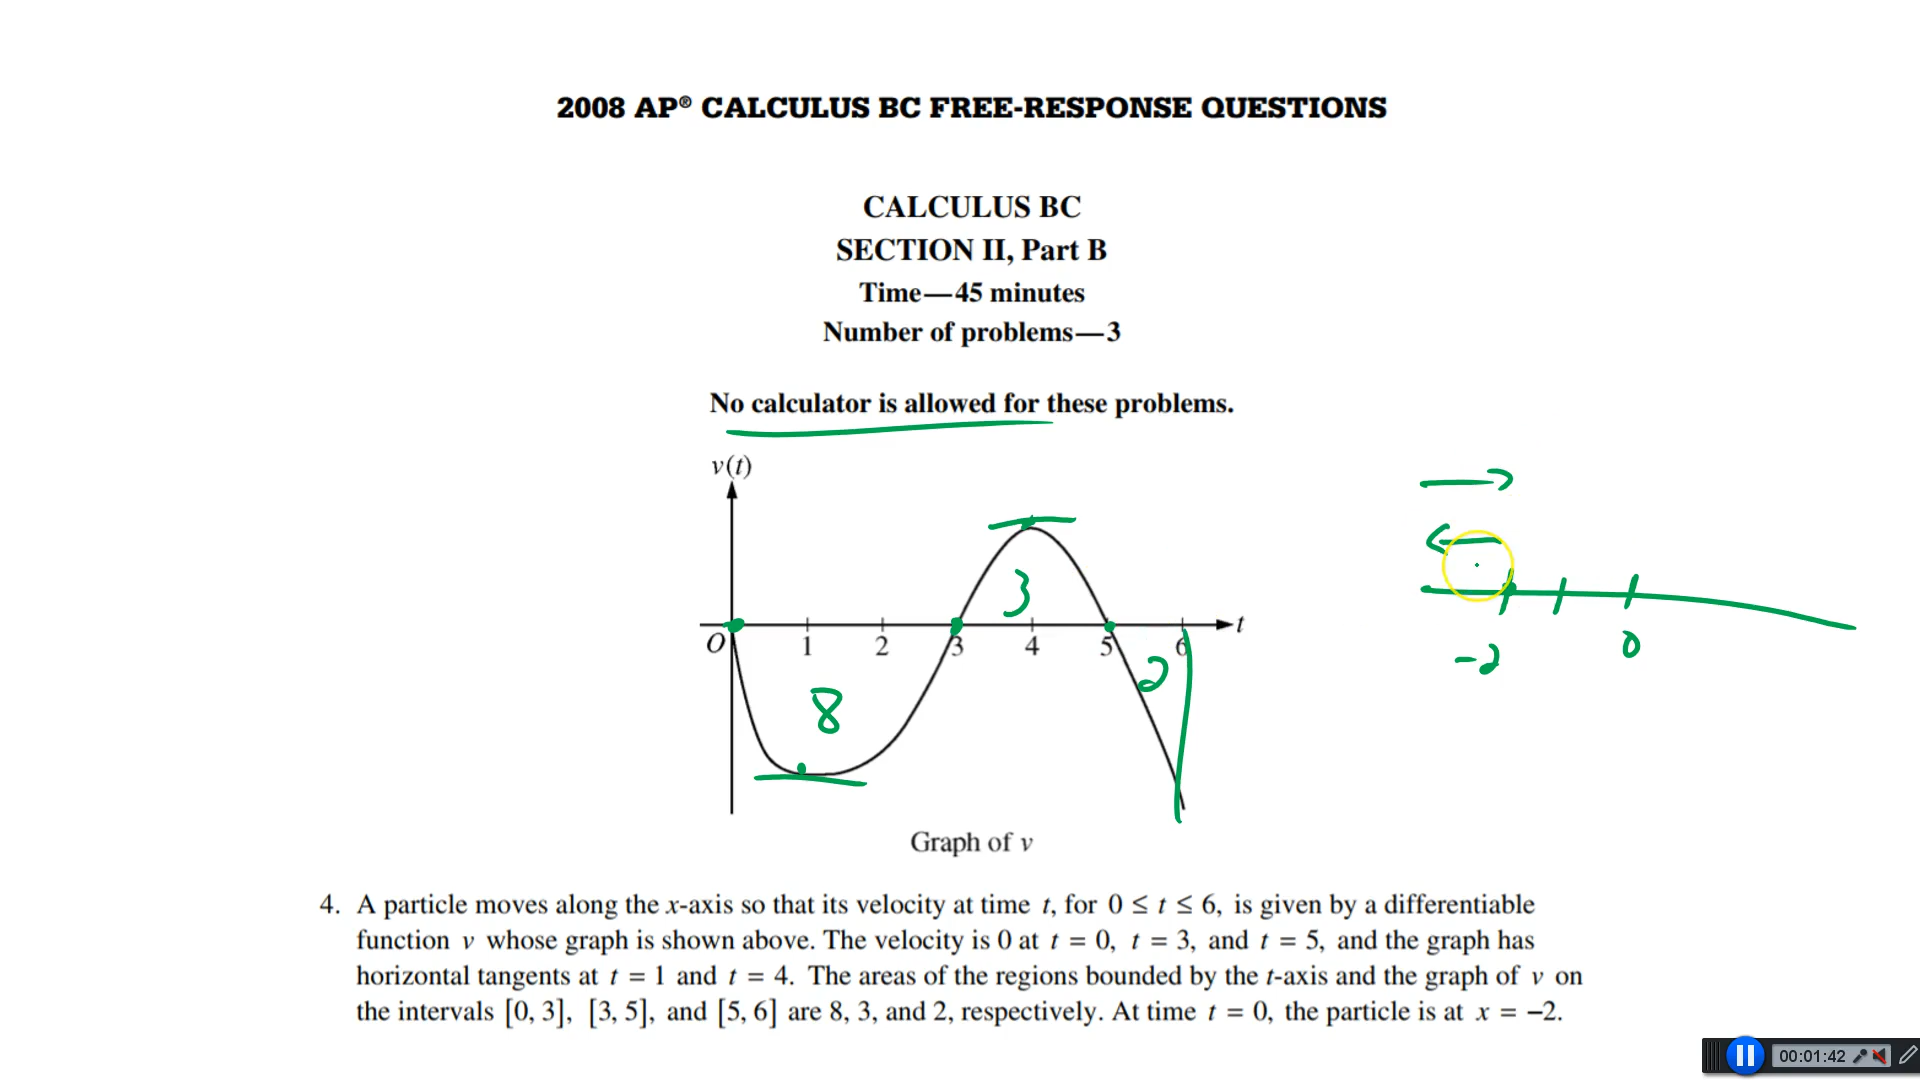 2008 AP® CALCULUS BC FREE-RESPONSE QUESTIONS
CALCULUS BC
SECTION II, Part B
Time—45 minutes
Number of problems—3
No calculator is allowed for these problems.
v(t)
3
O 1 2 3 4 5 6 t
2
8
-2 0
Graph of v
4. A particle moves along the x-axis so that its velocity at time t, for 0 ≤ t ≤ 6, is given by a differentiable
function v whose graph is shown above. The velocity is 0 at t = 0, t = 3, and t = 5, and the graph has
horizontal tangents at t = 1 and t = 4. The areas of the regions bounded by the t-axis and the graph of v on
the intervals [0, 3], [3, 5], and [5, 6] are 8, 3, and 2, respectively. At time t = 0, the particle is at x = −2.
00:01:42